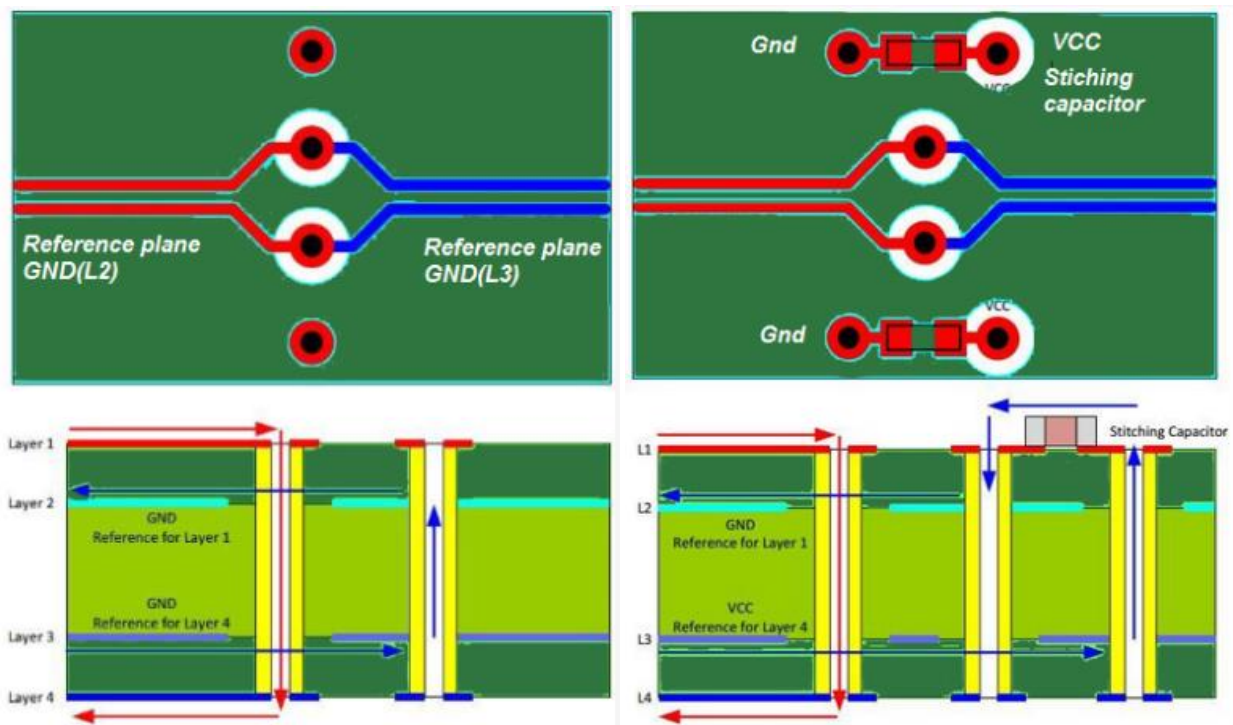 Reference plane
GND(L2)
Reference plane
GND(L3)
Gnd
VCC
Stiching
capacitor
VCC
VCC
Gnd
Layer 1
Layer 2
GND
Reference for Layer 1
GND
Reference for Layer 4
Layer 3
Layer 4
Stitching Capacitor
L1
L2
GND
Reference for Layer 1
VCC
Reference for Layer 4
L3
L4